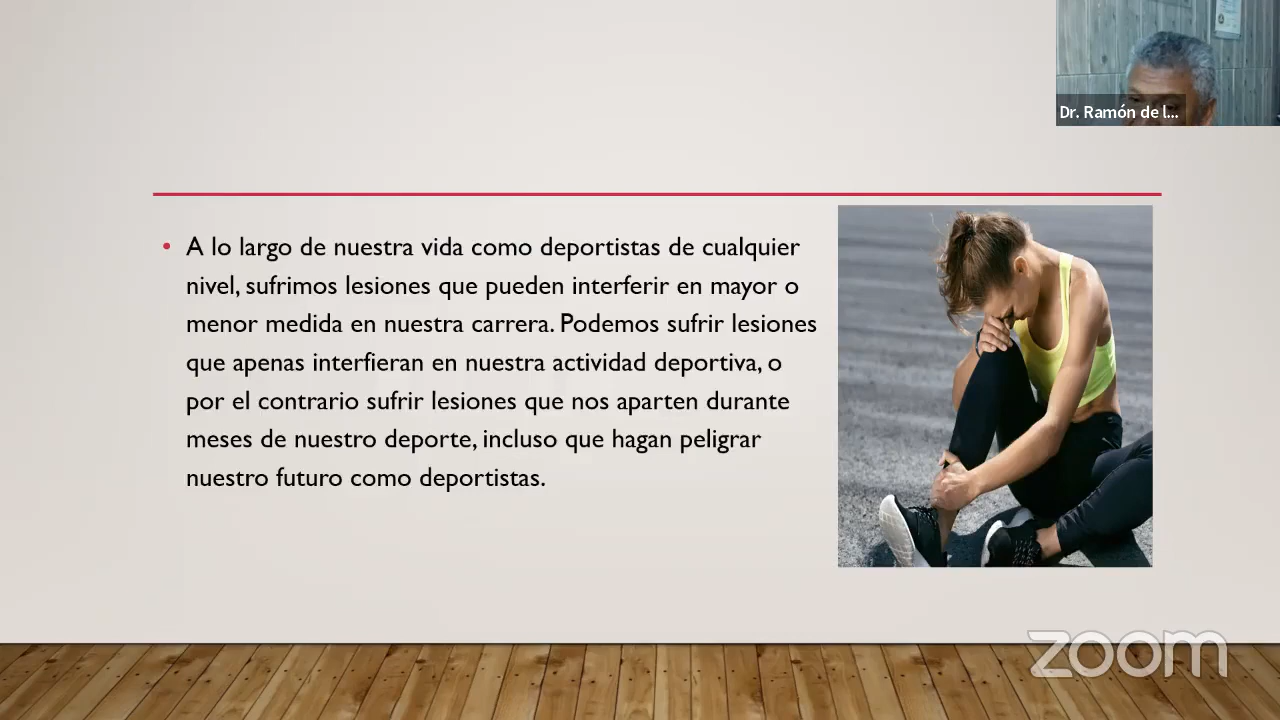 Dr. Ramón de l...
• A lo largo de nuestra vida como deportistas de cualquier
nivel, sufrimos lesiones que pueden interferir en mayor o
menor medida en nuestra carrera. Podemos sufrir lesiones
que apenas interfieran en nuestra actividad deportiva, o
por el contrario sufrir lesiones que nos aparten durante
meses de nuestro deporte, incluso que hagan peligrar
nuestro futuro como deportistas.
zoom